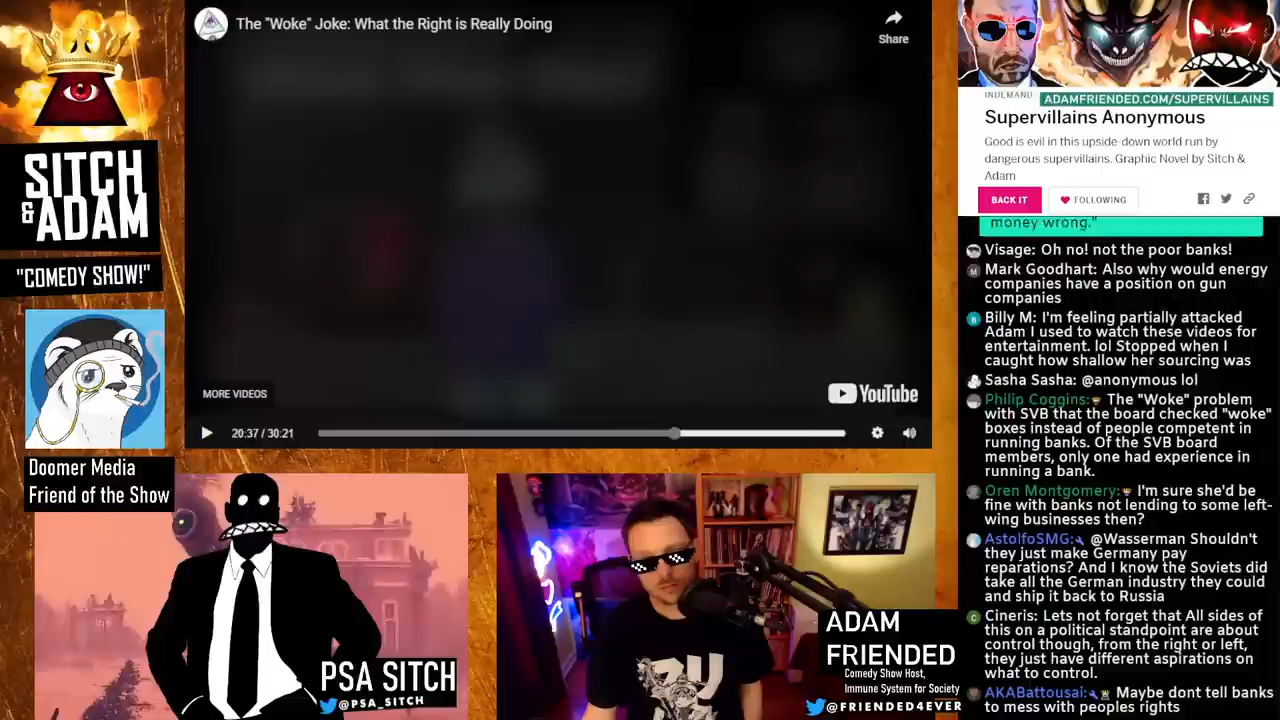 The "Woke" Joke: What the Right is Really Doing
Share
MORE VIDEOS
YouTube
20:37 / 30:21
SITCH
& ADAM
"COMEDY SHOW!"
Doomer Media
Friend of the Show
PSA SITCH
@PSA_SITCH
ADAM
FRIENDED
Comedy Show Host,
Immune System for Society
@FRIENDED4EVER
INDEMAND
ADAMFRIENDED.COM/SUPERVILLAINS
Supervillains Anonymous
Good is evil in this upside-down world run by
dangerous supervillains. Graphic Novel by Sitch &
Adam
BACK IT
FOLLOWING
money wrong."
Visage: Oh no! not the poor banks!
Mark Goodhart: Also why would energy
companies have a position on gun
companies
Billy M: I'm feeling partially attacked
Adam I used to watch these videos for
entertainment. lol Stopped when I
caught how shallow her sourcing was
Sasha Sasha: @anonymous lol
Philip Coggins: The "Woke" problem
with SVB that the board checked "woke"
boxes instead of people competent in
running banks. Of the SVB board
members, only one had experience in
running a bank.
Oren Montgomery: I'm sure she'd be
fine with banks not lending to some left-
wing businesses then?
AstolfoSMG: @Wasserman Shouldn't
they just make Germany pay
reparations? And I know the Soviets did
take all the German industry they could
and ship it back to Russia
Cineris: Lets not forget that All sides of
this on a political standpoint are about
control though, from the right or left,
they just have different aspirations on
what to control.
AKABattousai: Maybe dont tell banks
to mess with peoples rights